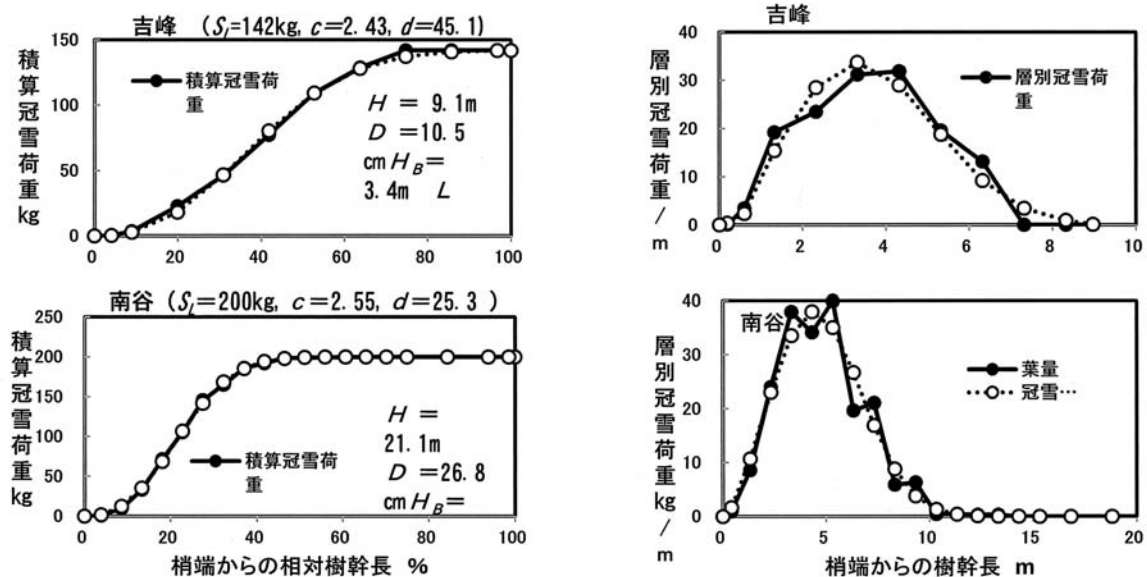 吉峰 (S_L=142kg, c=2.43, d=45.1)
積算冠雪荷重 kg
150
100
50
0
積算冠雪荷
重
H = 9.1m
D =10.5
cm H_B=
3.4m L
0 20 40 60 80 100
吉峰
層別冠雪荷重/m
40
30
20
10
0
層別冠雪荷
重
0 2 4 6 8 10
南谷 (S_L=200kg, c=2.55, d=25.3 )
積算冠雪荷重 kg
250
200
150
100
50
0
積算冠雪荷
重
H =
21.1m
D =26.8
cm H_B=
0 20 40 60 80 100
梢端からの相対樹幹長 %
南谷
層別冠雪荷重kg/m
40
30
20
10
0
葉量
冠雪…
0 5 10 15 20
梢端からの樹幹長 m